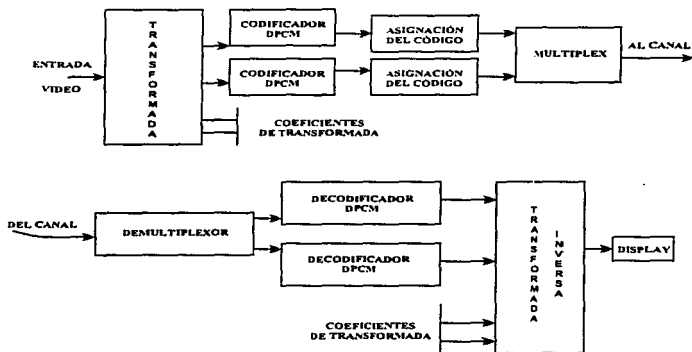 TRANSFORMADA
CODIFICADOR
DPCM
ASIGNACIÓN
DEL CÓDIGO
MULTIPLEX
AL CANAL
ENTRADA
VIDEO
CODIFICADOR
DPCM
ASIGNACIÓN
DEL CÓDIGO
COEFICIENTES
DE TRANSFORMADA
DEL CANAL
DEMULTIPLEXOR
DECODIFICADOR
DPCM
DECODIFICADOR
DPCM
TRANSFORMADA
INVERSA
DISPLAY
COEFICIENTES
DE TRANSFORMADA